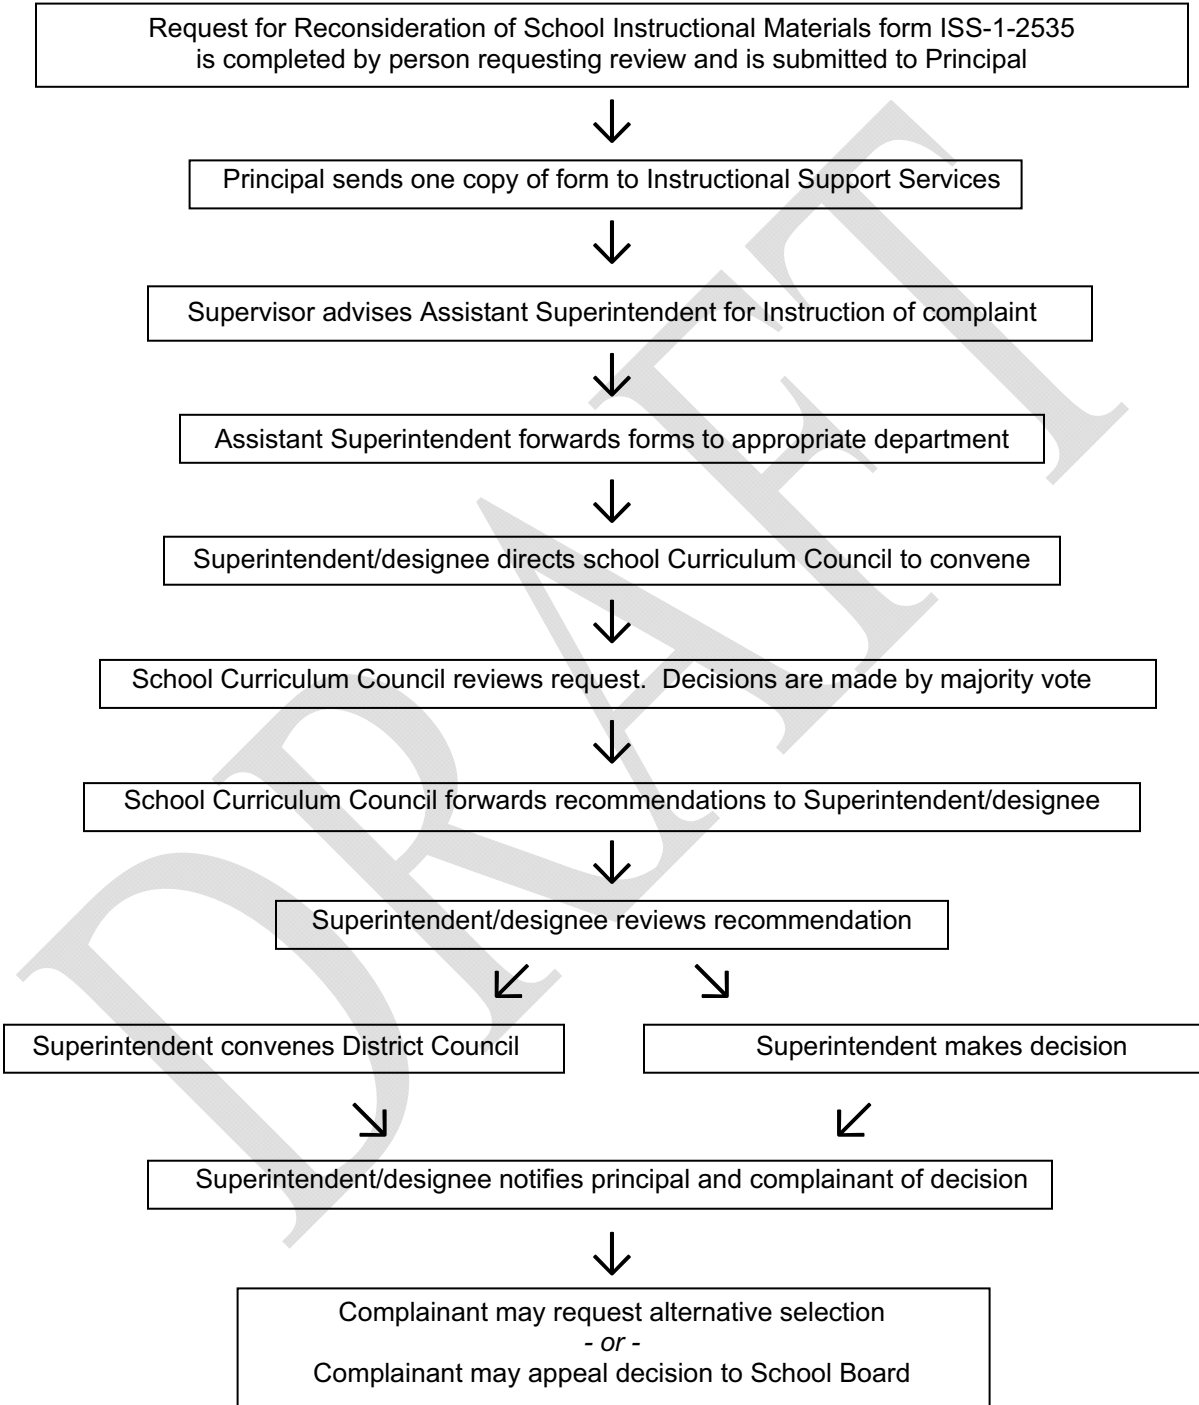 Request for Reconsideration of School Instructional Materials form ISS-1-2535
is completed by person requesting review and is submitted to Principal
Principal sends one copy of form to Instructional Support Services
Supervisor advises Assistant Superintendent for Instruction of complaint
Assistant Superintendent forwards forms to appropriate department
Superintendent/designee directs school Curriculum Council to convene
School Curriculum Council reviews request.  Decisions are made by majority vote
School Curriculum Council forwards recommendations to Superintendent/designee
Superintendent/designee reviews recommendation
Superintendent convenes District Council
Superintendent makes decision
Superintendent/designee notifies principal and complainant of decision
Complainant may request alternative selection
- or -
Complainant may appeal decision to School Board
DRAFT